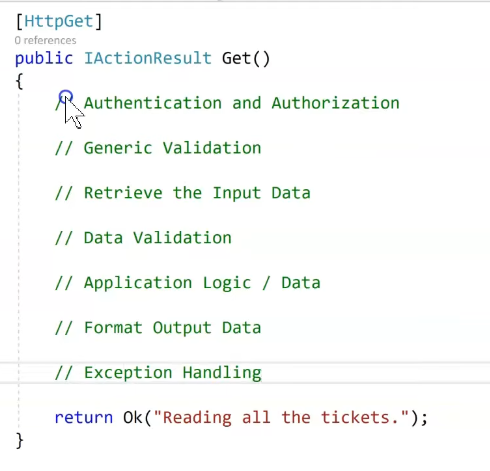 [HttpGet]
0 references
public IActionResult Get()
{
// Authentication and Authorization
// Generic Validation
// Retrieve the Input Data
// Data Validation
// Application Logic / Data
// Format Output Data
// Exception Handling
return Ok("Reading all the tickets.");
}